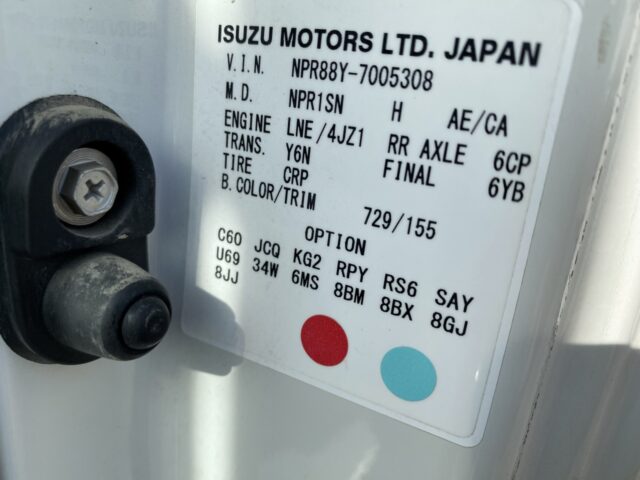 ISUZU MOTORS LTD. JAPAN
V.I.N. NPR88Y-7005308
M.D. NPR1SN H AE/CA
ENGINE LNE/4JZ1 RR AXLE 6CP
TRANS. Y6N FINAL 6YB
TIRE CRP
B.COLOR/TRIM 729/155
OPTION
C60 JCQ KG2 RPY RS6 SAY
U69 34W 6MS 8BM 8BX 8GJ
8JJ